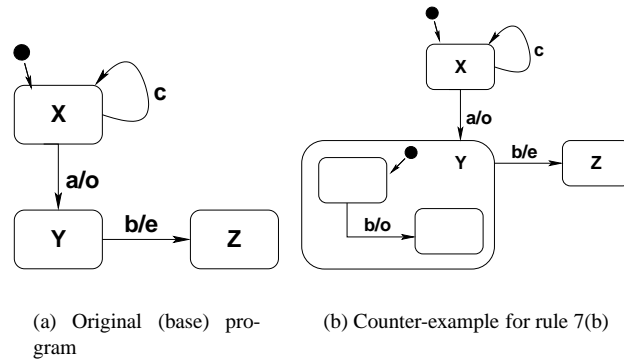 X
c
a/o
Y
b/e
Z
X
c
a/o
Y
b/e
Z
b/o
(a) Original (base) pro-
gram
(b) Counter-example for rule 7(b)